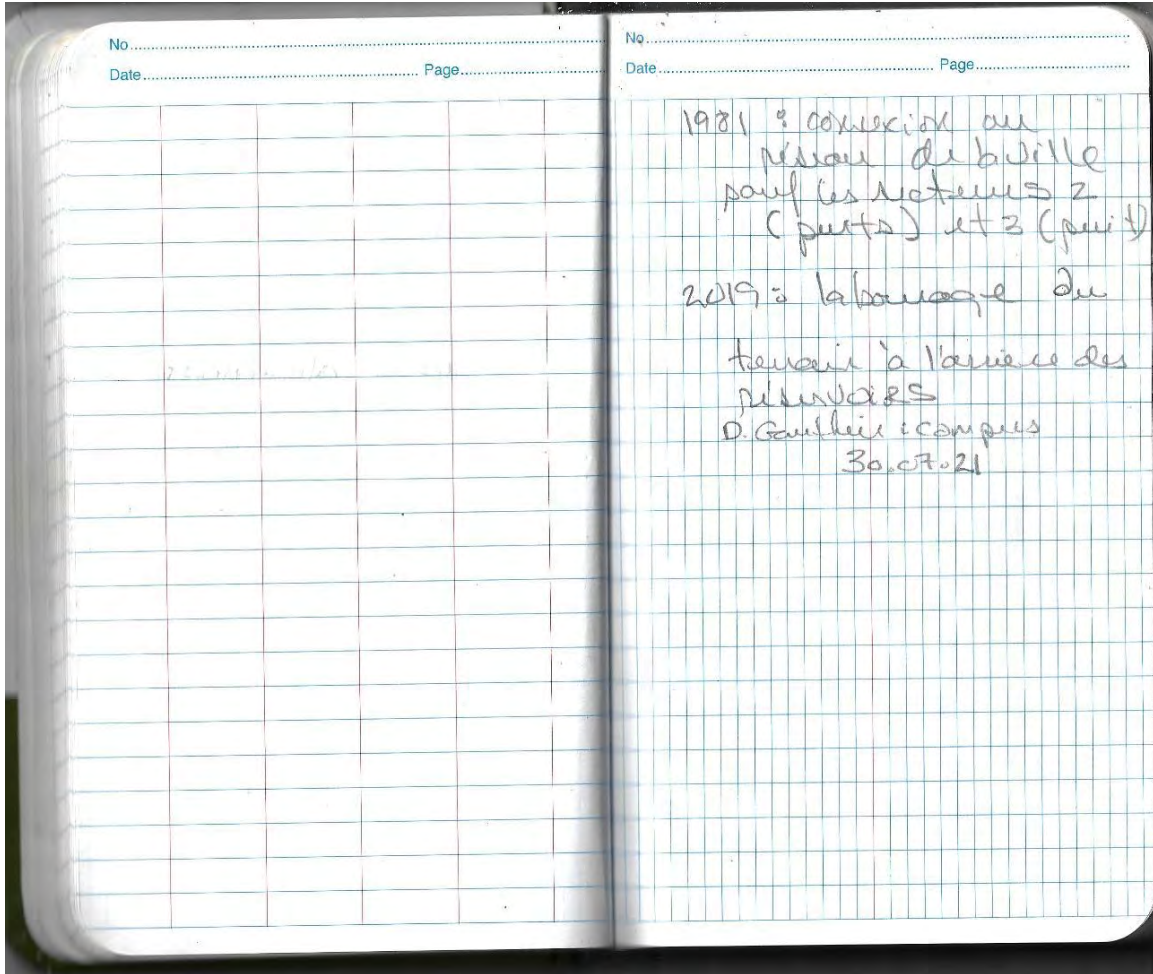 No
Date Page
No
Date Page
1981 : connexion au
réseau de la ville
sauf les secteurs 2
(puits) et 3 (puit)
2019 : labourage du
terrain à l'arrière des
réservoirs
D. Gauthier : campus
30.07.21